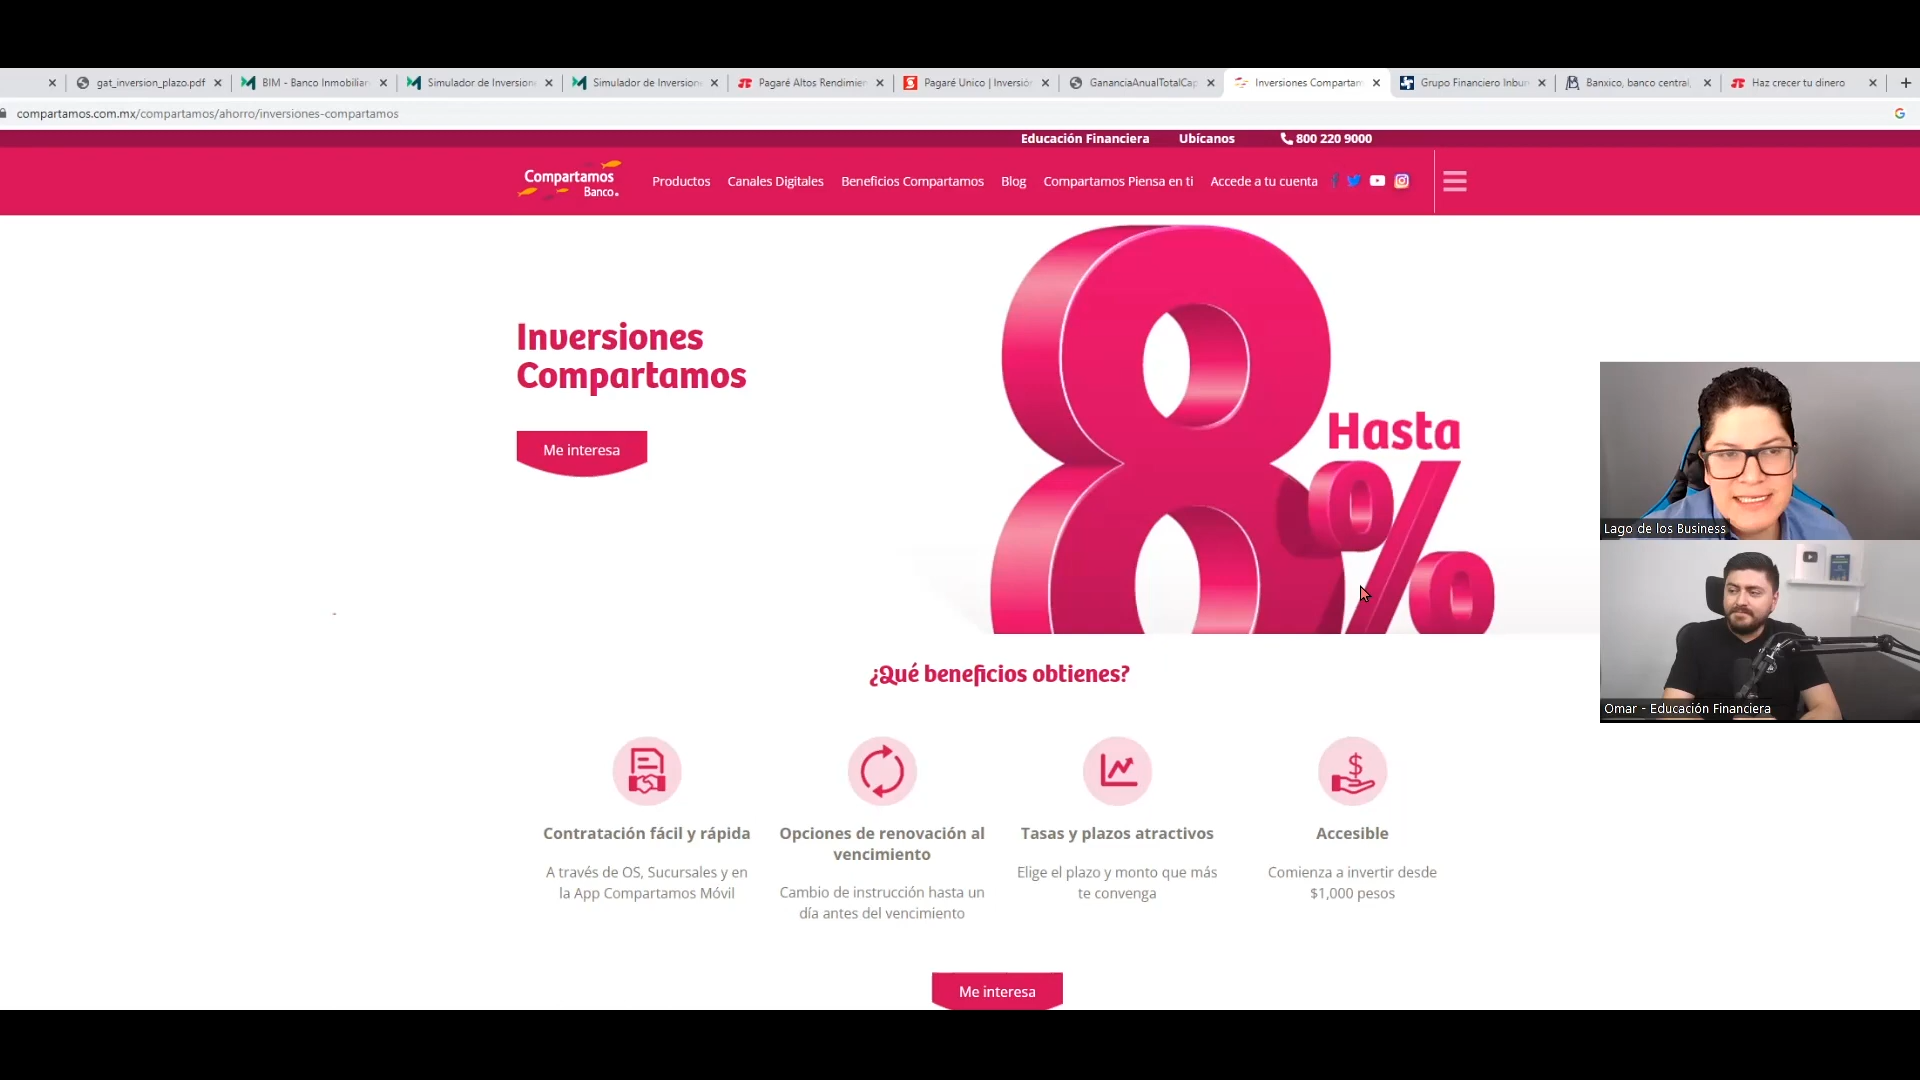 gat_inversion_plazo.pdf
BIM - Banco Inmobiliar
Simulador de Inversion
Simulador de Inversion
Pagaré Altos Rendimien
Pagaré Unico | Inversió
GananciaAnualTotalCap
Inversiones Compartam
Grupo Financiero Inbur
Banxico, banco central,
Haz crecer tu dinero
compartamos.com.mx/compartamos/ahorro/inversiones-compartamos
Educación Financiera
Ubícanos
800 220 9000
Compartamos
Banco
Productos
Canales Digitales
Beneficios Compartamos
Blog
Compartamos Piensa en ti
Accede a tu cuenta
Inversiones
Compartamos
Me interesa
Hasta
8%
Lago de los Business
Omar - Educación Financiera
¿Qué beneficios obtienes?
Contratación fácil y rápida
A través de OS, Sucursales y en
la App Compartamos Móvil
Opciones de renovación al
vencimiento
Cambio de instrucción hasta un
día antes del vencimiento
Tasas y plazos atractivos
Elige el plazo y monto que más
te convenga
Accesible
Comienza a invertir desde
$1,000 pesos
Me interesa